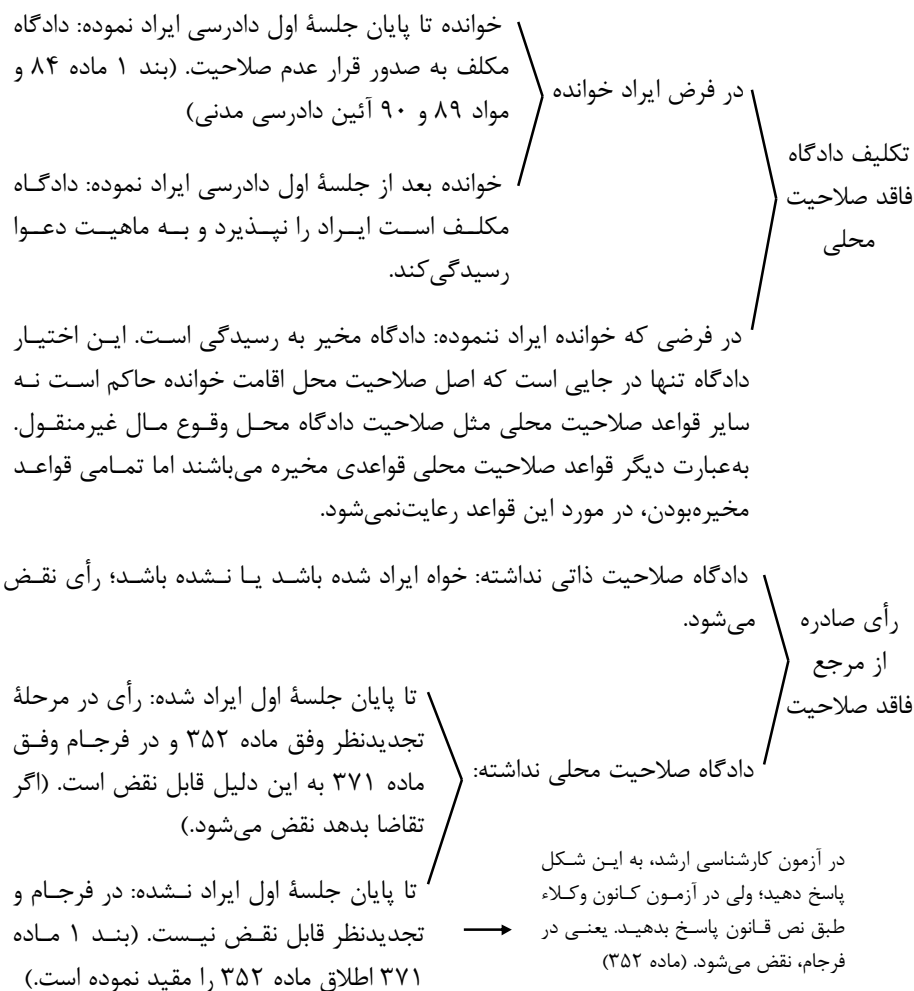 تکلیف دادگاه
فاقد صلاحیت
محلی
در فرض ایراد خوانده
خوانده تا پایان جلسهٔ اول دادرسی ایراد نموده: دادگاه
مکلف به صدور قرار عدم صلاحیت. (بند ۱ ماده ۸۴ و
مواد ۸۹ و ۹۰ آئین دادرسی مدنی)
خوانده بعد از جلسهٔ اول دادرسی ایراد نموده: دادگاه
مکلف است ایراد را نپذیرد و به ماهیت دعوا
رسیدگی‌کند.
در فرضی که خوانده ایراد ننموده: دادگاه مخیر به رسیدگی است. این اختیار
دادگاه تنها در جایی است که اصل صلاحیت محل اقامت خوانده حاکم است نه
سایر قواعد صلاحیت محلی مثل صلاحیت دادگاه محل وقوع مال غیرمنقول.
به‌عبارت دیگر قواعد صلاحیت محلی قواعدی مخیره می‌باشند اما تمامی قواعد
مخیره‌بودن، در مورد این قواعد رعایت‌نمی‌شود.
رأی صادره
از مرجع
فاقد صلاحیت
دادگاه صلاحیت ذاتی نداشته: خواه ایراد شده باشد یا نشده باشد؛ رأی نقض
می‌شود.
دادگاه صلاحیت محلی نداشته:
تا پایان جلسهٔ اول ایراد شده: رأی در مرحلهٔ
تجدیدنظر وفق ماده ۳۵۲ و در فرجام وفق
ماده ۳۷۱ به این دلیل قابل نقض است. (اگر
تقاضا بدهد نقض می‌شود.)
تا پایان جلسهٔ اول ایراد نشده: در فرجام و
تجدیدنظر قابل نقض نیست. (بند ۱ ماده
۳۷۱ اطلاق ماده ۳۵۲ را مقید نموده است.)
در آزمون کارشناسی ارشد، به این شکل
پاسخ دهید؛ ولی در آزمون کانون وکلاء
طبق نص قانون پاسخ بدهید. یعنی در
فرجام، نقض می‌شود. (ماده ۳۵۲)